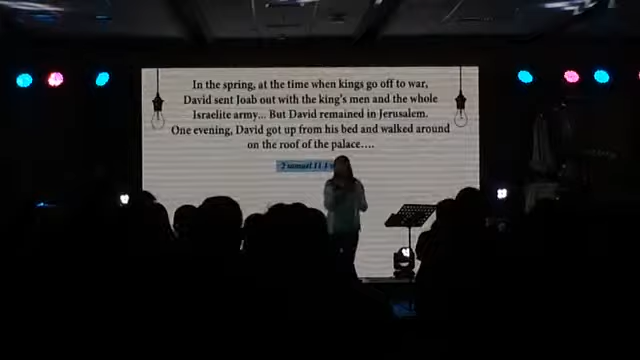 In the spring, at the time when kings go off to war,
David sent Joab out with the king's men and the whole
Israelite army... But David remained in Jerusalem.
One evening, David got up from his bed and walked around
on the roof of the palace....
2 samuel 11